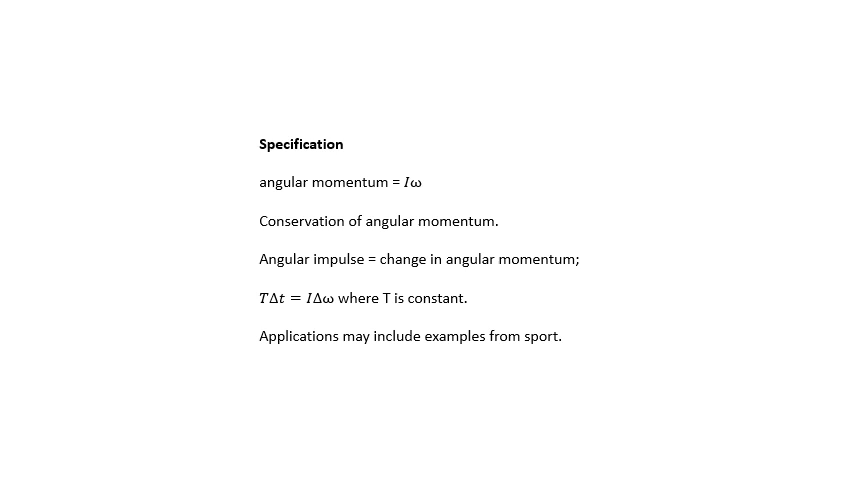 Specification
angular momentum = Iω
Conservation of angular momentum.
Angular impulse = change in angular momentum;
TΔt = IΔω where T is constant.
Applications may include examples from sport.